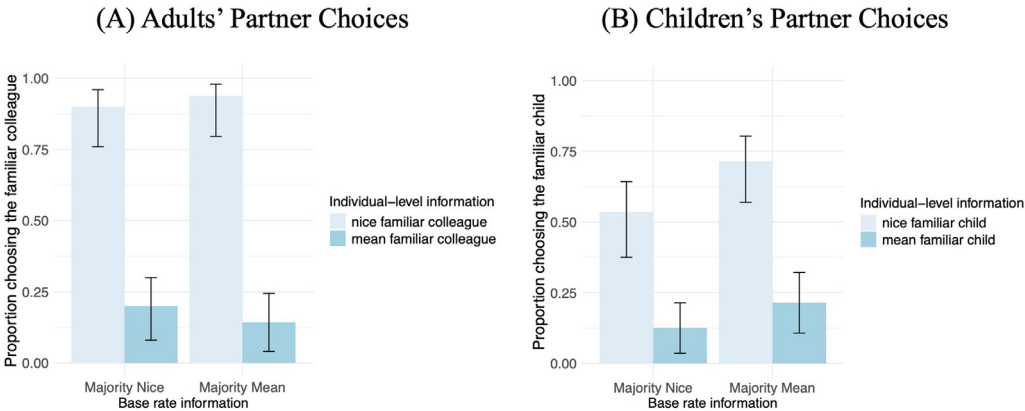 (A) Adults’ Partner Choices
Proportion choosing the familiar colleague
1.00
0.75
0.50
0.25
0.00
Majority Nice
Majority Mean
Base rate information
Individual−level information
nice familiar colleague
mean familiar colleague
(B) Children’s Partner Choices
Proportion choosing the familiar child
1.00
0.75
0.50
0.25
0.00
Majority Nice
Majority Mean
Base rate information
Individual−level information
nice familiar child
mean familiar child